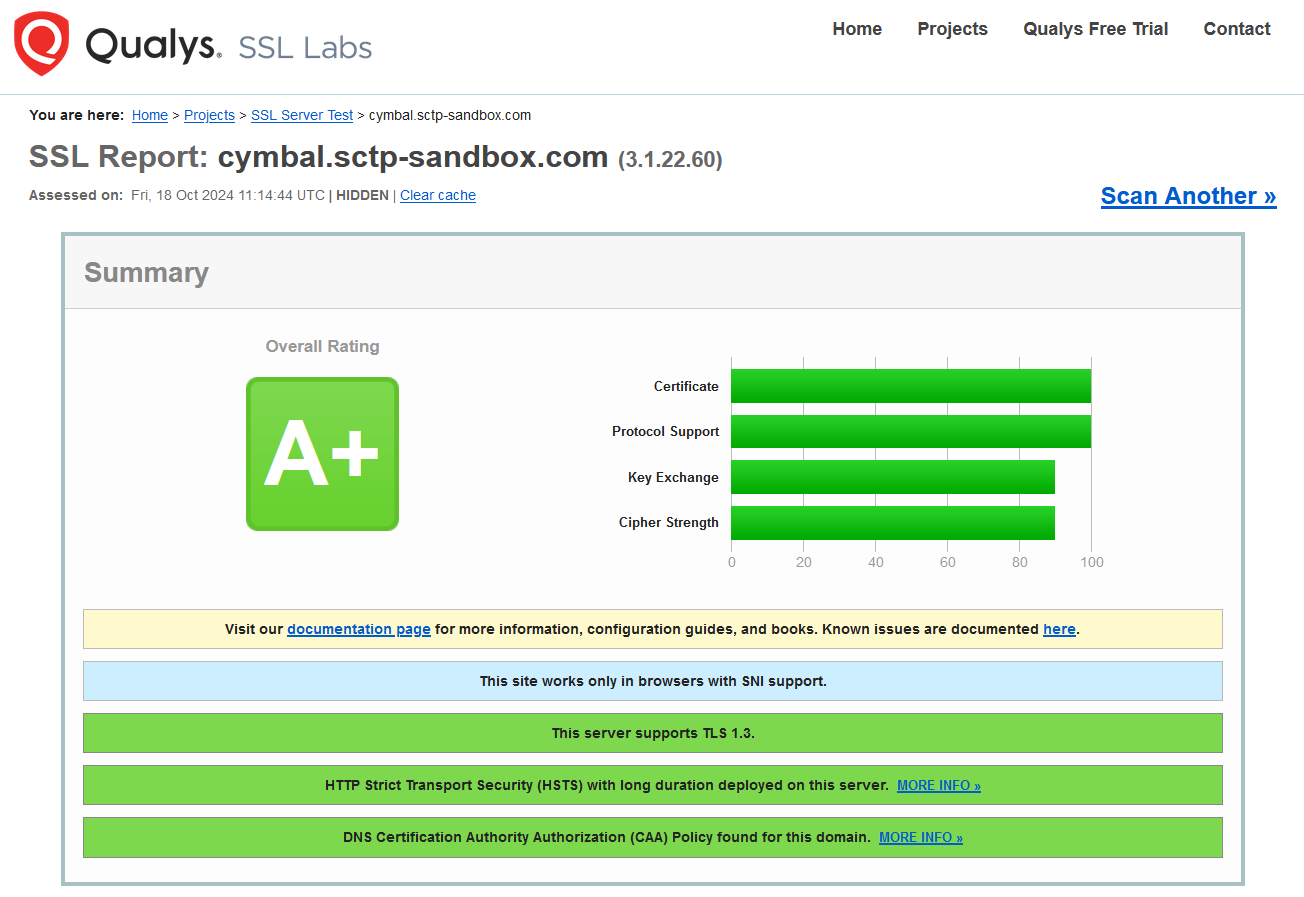 Qualys. SSL Labs
Home Projects Qualys Free Trial Contact
You are here: Home > Projects > SSL Server Test > cymbal.sctp-sandbox.com
SSL Report: cymbal.sctp-sandbox.com (3.1.22.60)
Assessed on: Fri, 18 Oct 2024 11:14:44 UTC | HIDDEN | Clear cache
Scan Another »
Summary
Overall Rating
A+
Certificate
Protocol Support
Key Exchange
Cipher Strength
0 20 40 60 80 100
Visit our documentation page for more information, configuration guides, and books. Known issues are documented here.
This site works only in browsers with SNI support.
This server supports TLS 1.3.
HTTP Strict Transport Security (HSTS) with long duration deployed on this server. MORE INFO »
DNS Certification Authority Authorization (CAA) Policy found for this domain. MORE INFO »